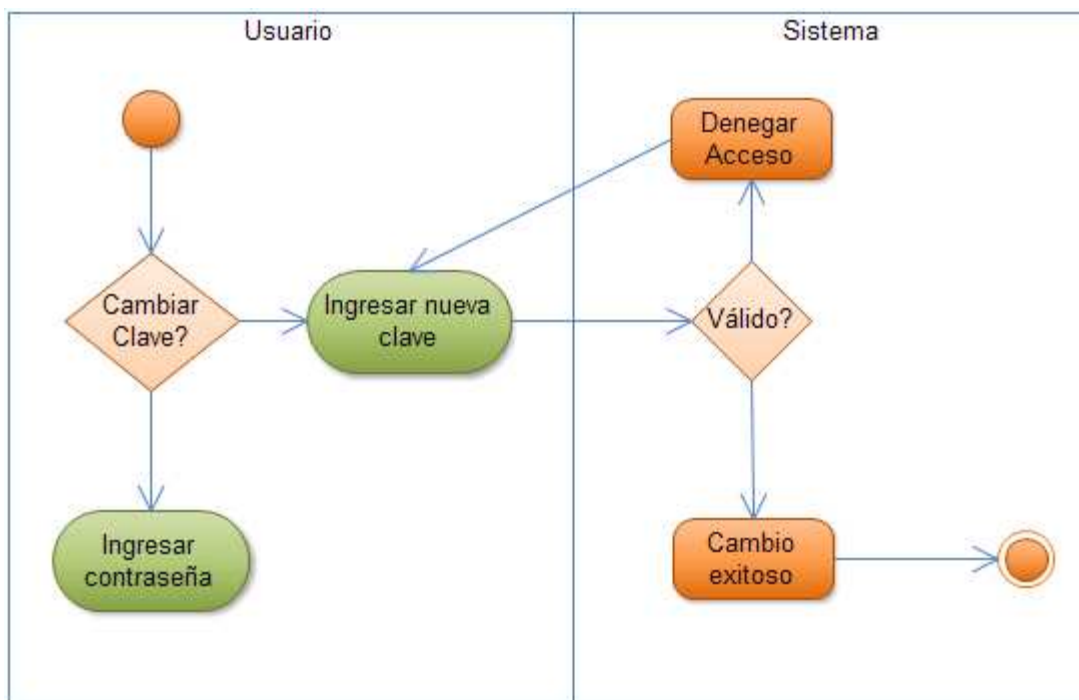 Usuario
Sistema
Denegar
Acceso
Cambiar
Clave?
Ingresar nueva
clave
Válido?
Ingresar
contraseña
Cambio
exitoso